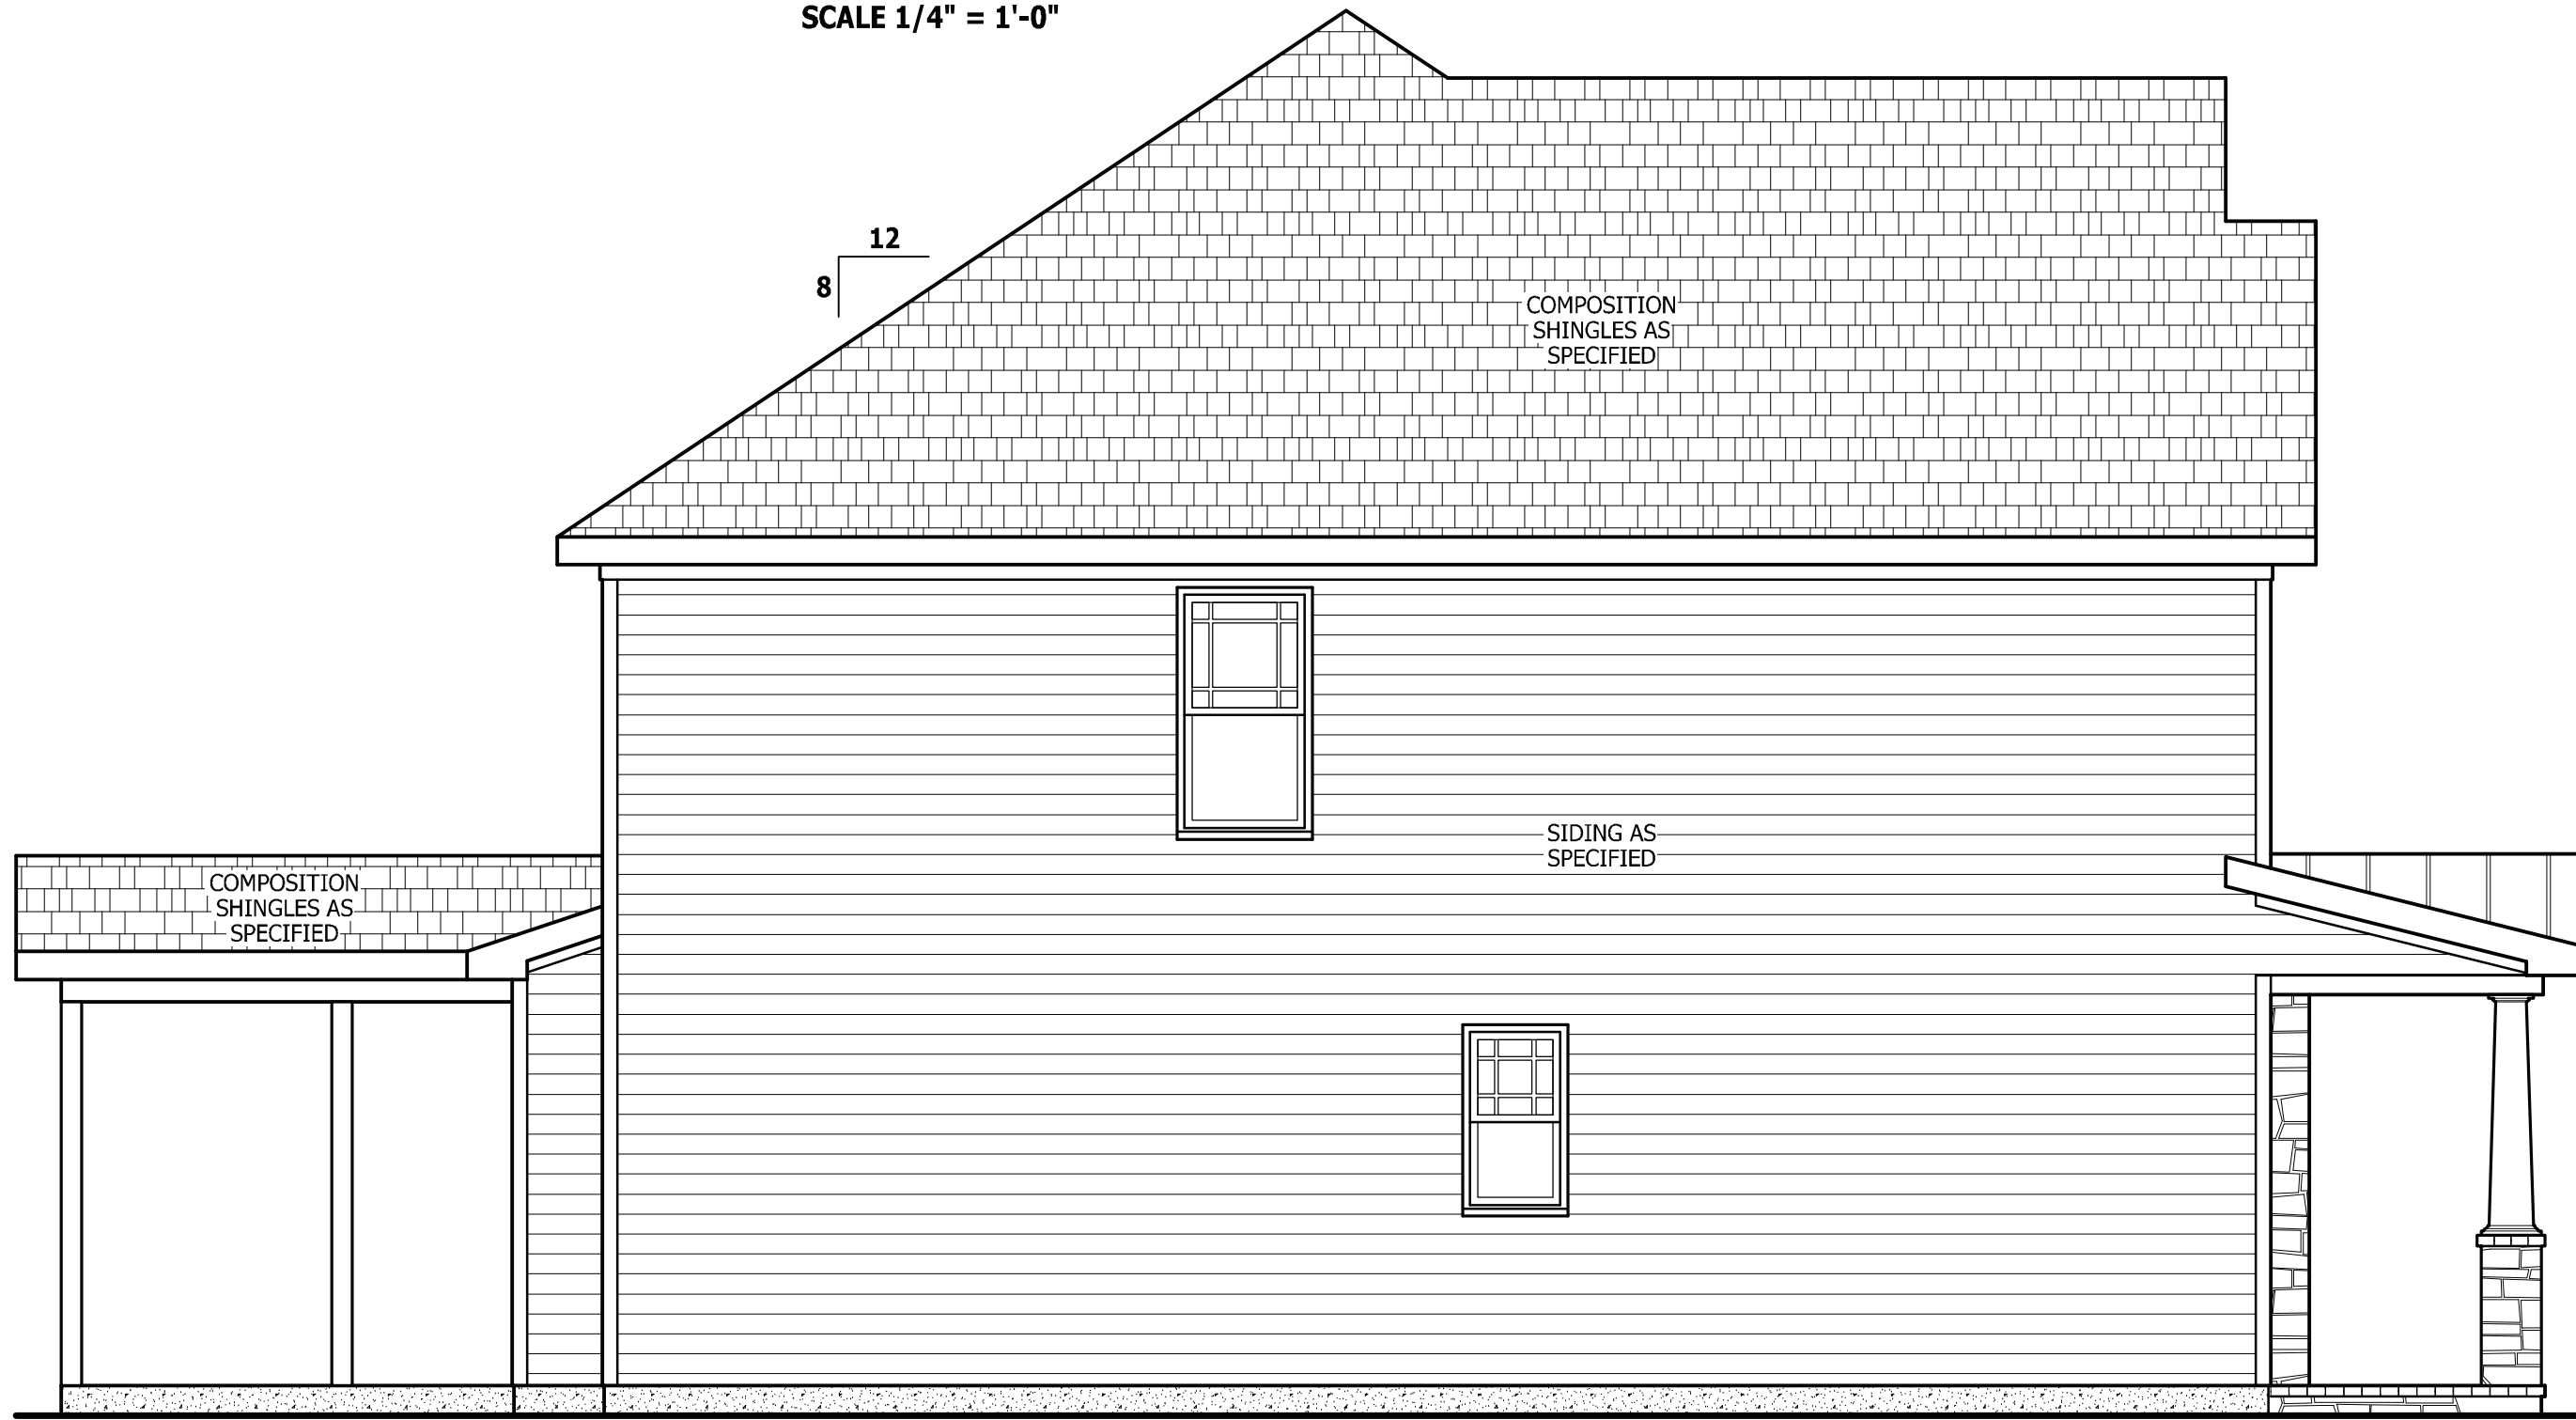 SCALE 1/4" = 1'-0"
12
8
COMPOSITION
SHINGLES AS
SPECIFIED
SIDING AS
SPECIFIED
COMPOSITION
SHINGLES AS
SPECIFIED